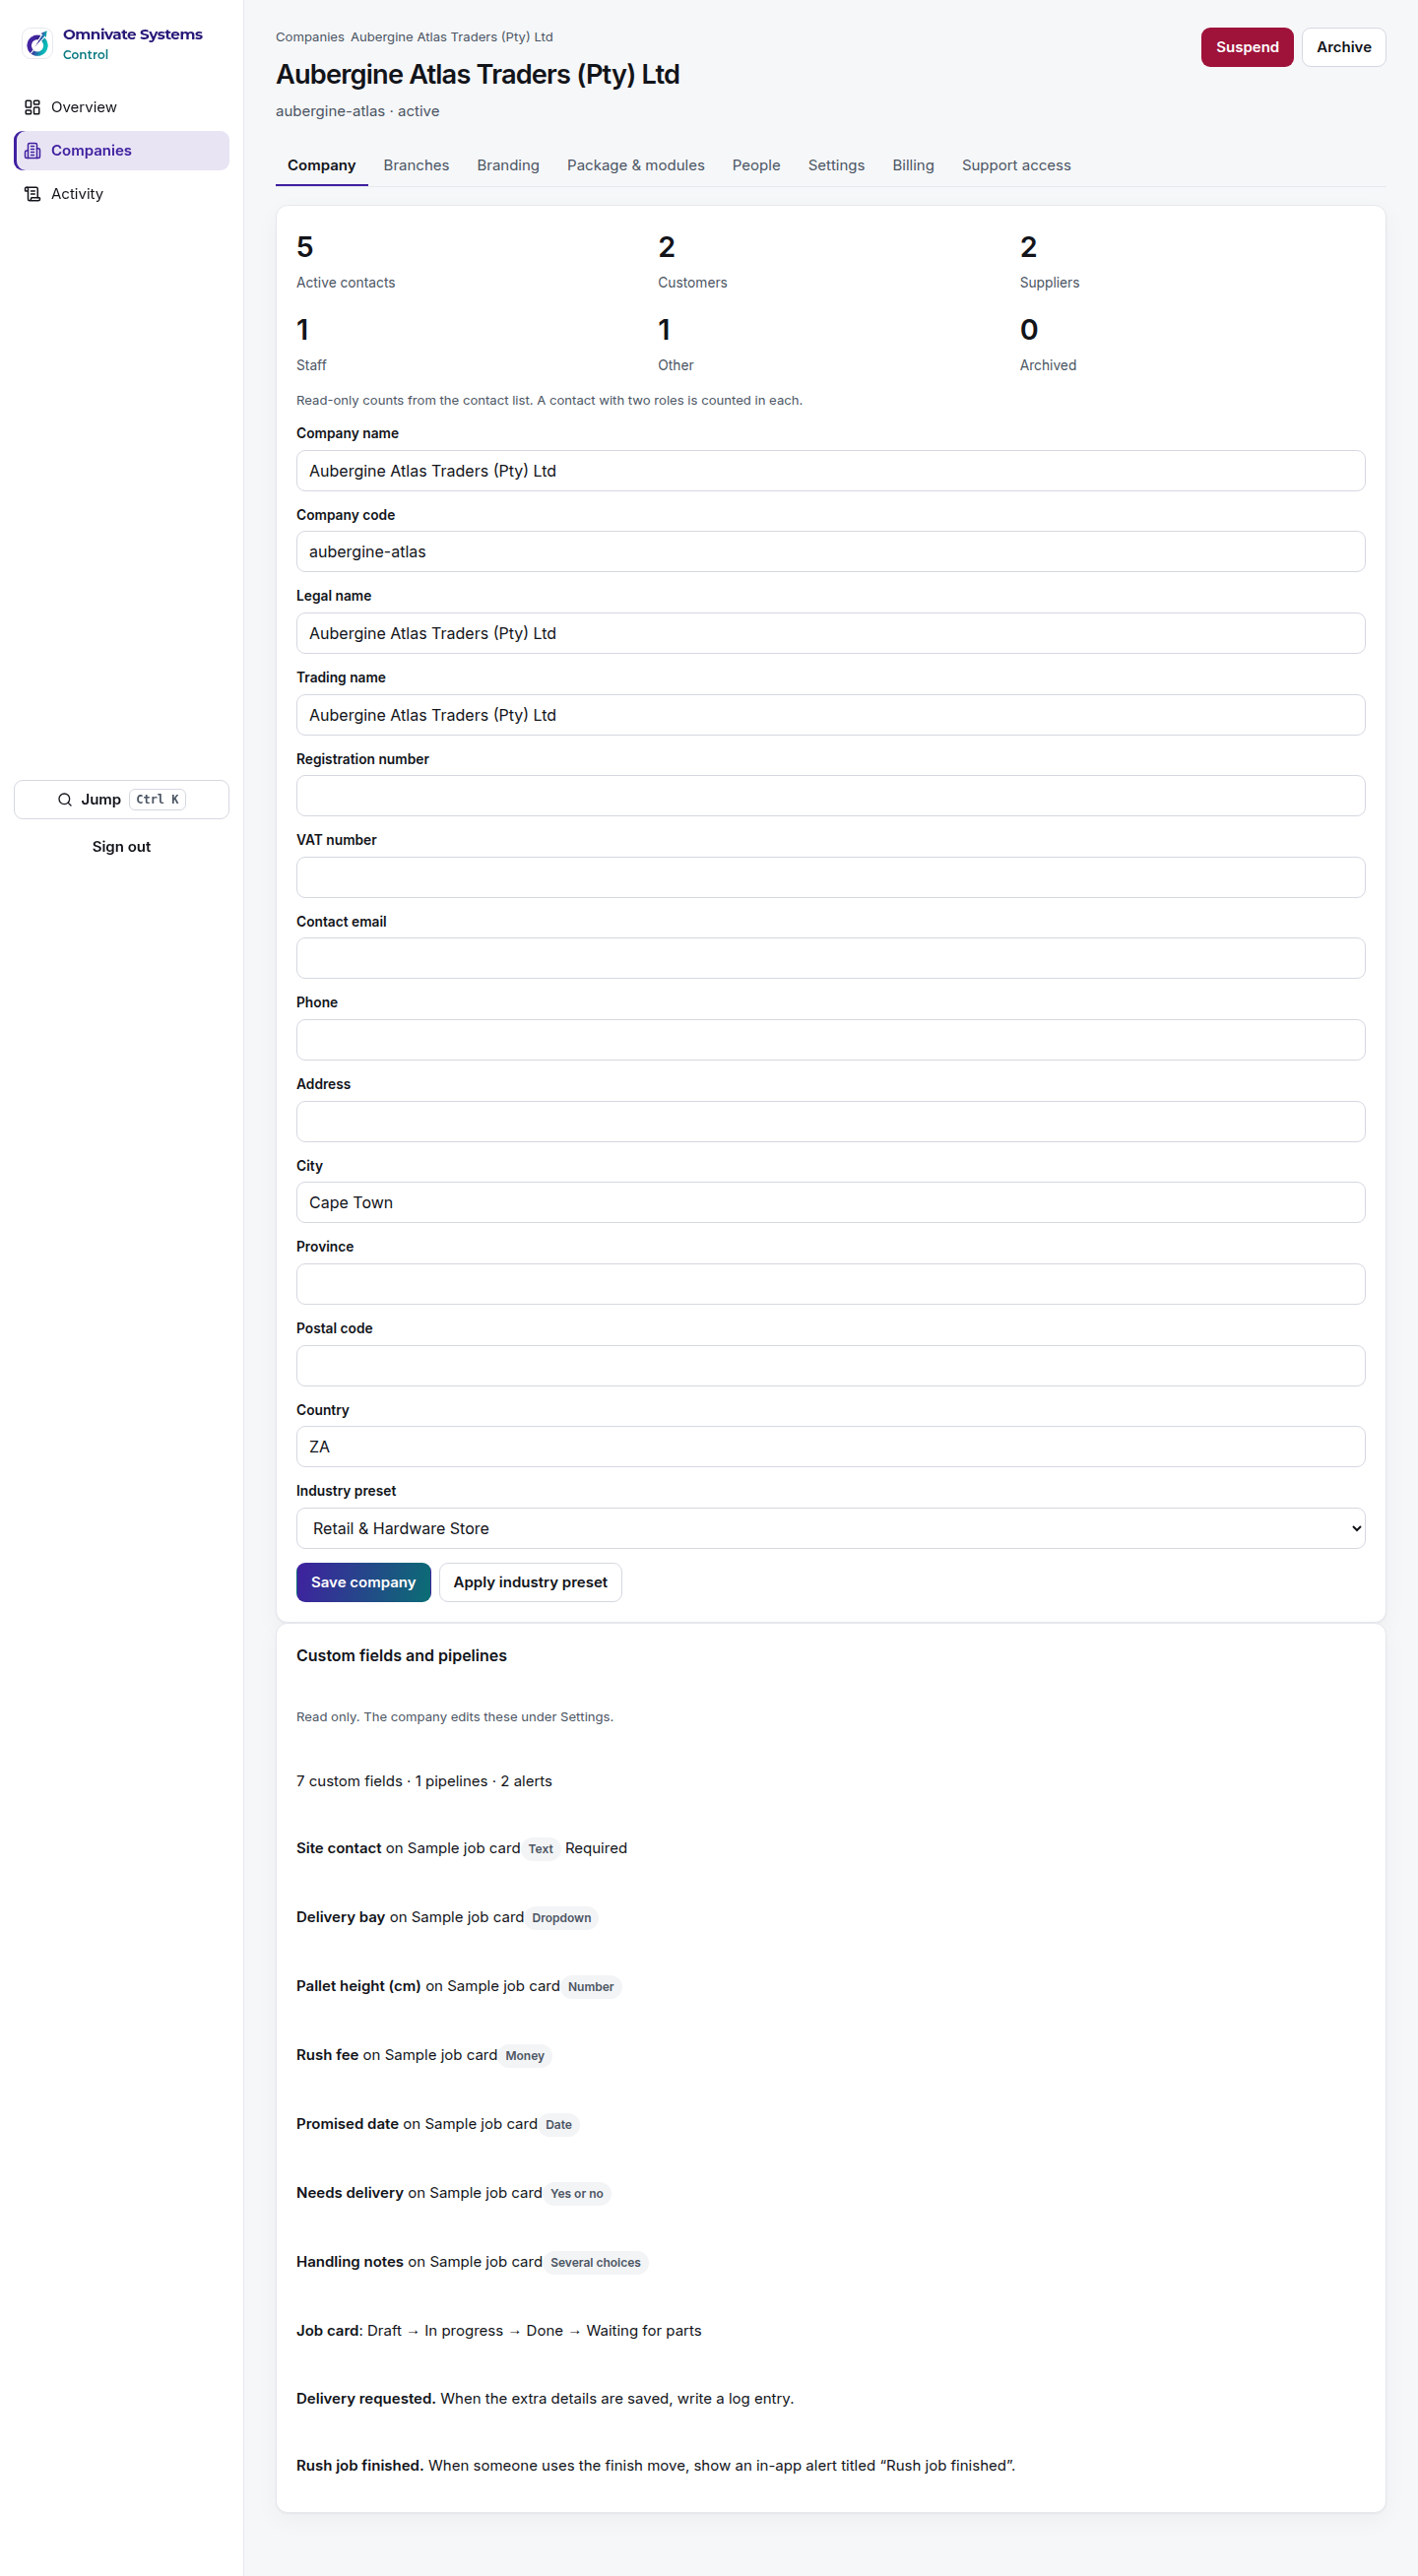 Omnivate Systems
Control
Overview
Companies
Activity
Jump Ctrl K
Sign out
Companies Aubergine Atlas Traders (Pty) Ltd
Aubergine Atlas Traders (Pty) Ltd
aubergine-atlas · active
Suspend Archive
Company Branches Branding Package & modules People Settings Billing Support access
5 2 2
Active contacts Customers Suppliers
1 1 0
Staff Other Archived
Read-only counts from the contact list. A contact with two roles is counted in each.
Company name
Aubergine Atlas Traders (Pty) Ltd
Company code
aubergine-atlas
Legal name
Aubergine Atlas Traders (Pty) Ltd
Trading name
Aubergine Atlas Traders (Pty) Ltd
Registration number
VAT number
Contact email
Phone
Address
City
Cape Town
Province
Postal code
Country
ZA
Industry preset
Retail & Hardware Store
Save company Apply industry preset
Custom fields and pipelines
Read only. The company edits these under Settings.
7 custom fields · 1 pipelines · 2 alerts
Site contact on Sample job card Text Required
Delivery bay on Sample job card Dropdown
Pallet height (cm) on Sample job card Number
Rush fee on Sample job card Money
Promised date on Sample job card Date
Needs delivery on Sample job card Yes or no
Handling notes on Sample job card Several choices
Job card: Draft → In progress → Done → Waiting for parts
Delivery requested. When the extra details are saved, write a log entry.
Rush job finished. When someone uses the finish move, show an in-app alert titled “Rush job finished”.